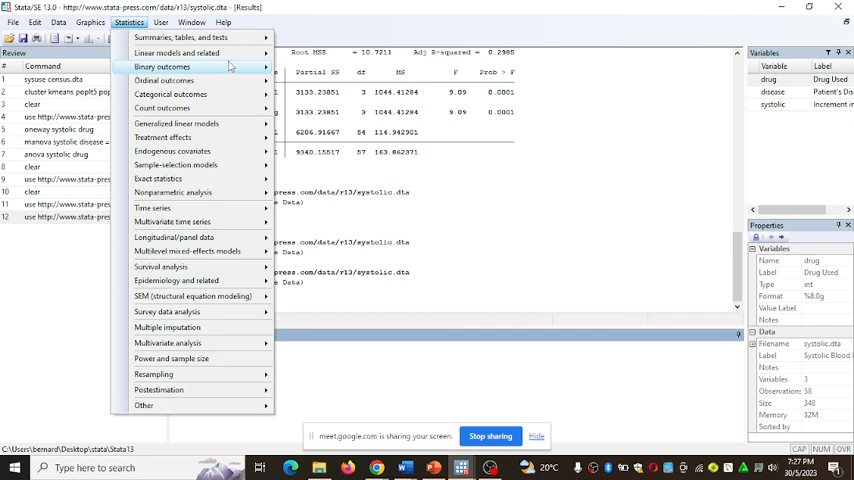 Stata/SE 13.0 - http://www.stata-press.com/data/r13/systolic.dta - [Results]
File Edit Data Graphics Statistics User Window Help
Review
# Command
1 sysuse census.dta
2 cluster kmeans poplt5 pop
3 clear
4 use http://www.stata-pres
5 oneway systolic drug
6 manova systolic disease =
7 anova systolic drug
8 clear
9 use http://www.stata-pres
10 clear
11 use http://www.stata-pres
12 use http://www.stata-pres
Summaries, tables, and tests
Linear models and related
Binary outcomes
Ordinal outcomes
Categorical outcomes
Count outcomes
Generalized linear models
Treatment effects
Endogenous covariates
Sample-selection models
Exact statistics
Nonparametric analysis
Time series
Multivariate time series
Longitudinal/panel data
Multilevel mixed-effects models
Survival analysis
Epidemiology and related
SEM (structural equation modeling)
Survey data analysis
Multiple imputation
Multivariate analysis
Power and sample size
Resampling
Postestimation
Other
Root MSE = 10.7211 Adj R-squared = 0.2985
Partial SS df MS F Prob > F
3133.23851 3 1044.41284 9.09 0.0001
3133.23851 3 1044.41284 9.09 0.0001
6206.91667 54 114.942901
9340.15517 57 163.862371
press.com/data/r13/systolic.dta
e Data)
press.com/data/r13/systolic.dta
e Data)
press.com/data/r13/systolic.dta
e Data)
Variables
Variable Label
drug Drug Used
disease Patient's Dis
systolic Increment in
Properties
Variables
Name drug
Label Drug Used
Type int
Format %8.0g
Value Label
Notes
Data
Filename systolic.dta
Label Systolic Blood
Notes
Variables 3
Observations 58
Size 348
Memory 32M
Sorted by
meet.google.com is sharing your screen. Stop sharing Hide
C:\Users\bernard\Desktop\stata\Stata13
CAP NUM OVR
Type here to search
20°C
7:27 PM
30/5/2023